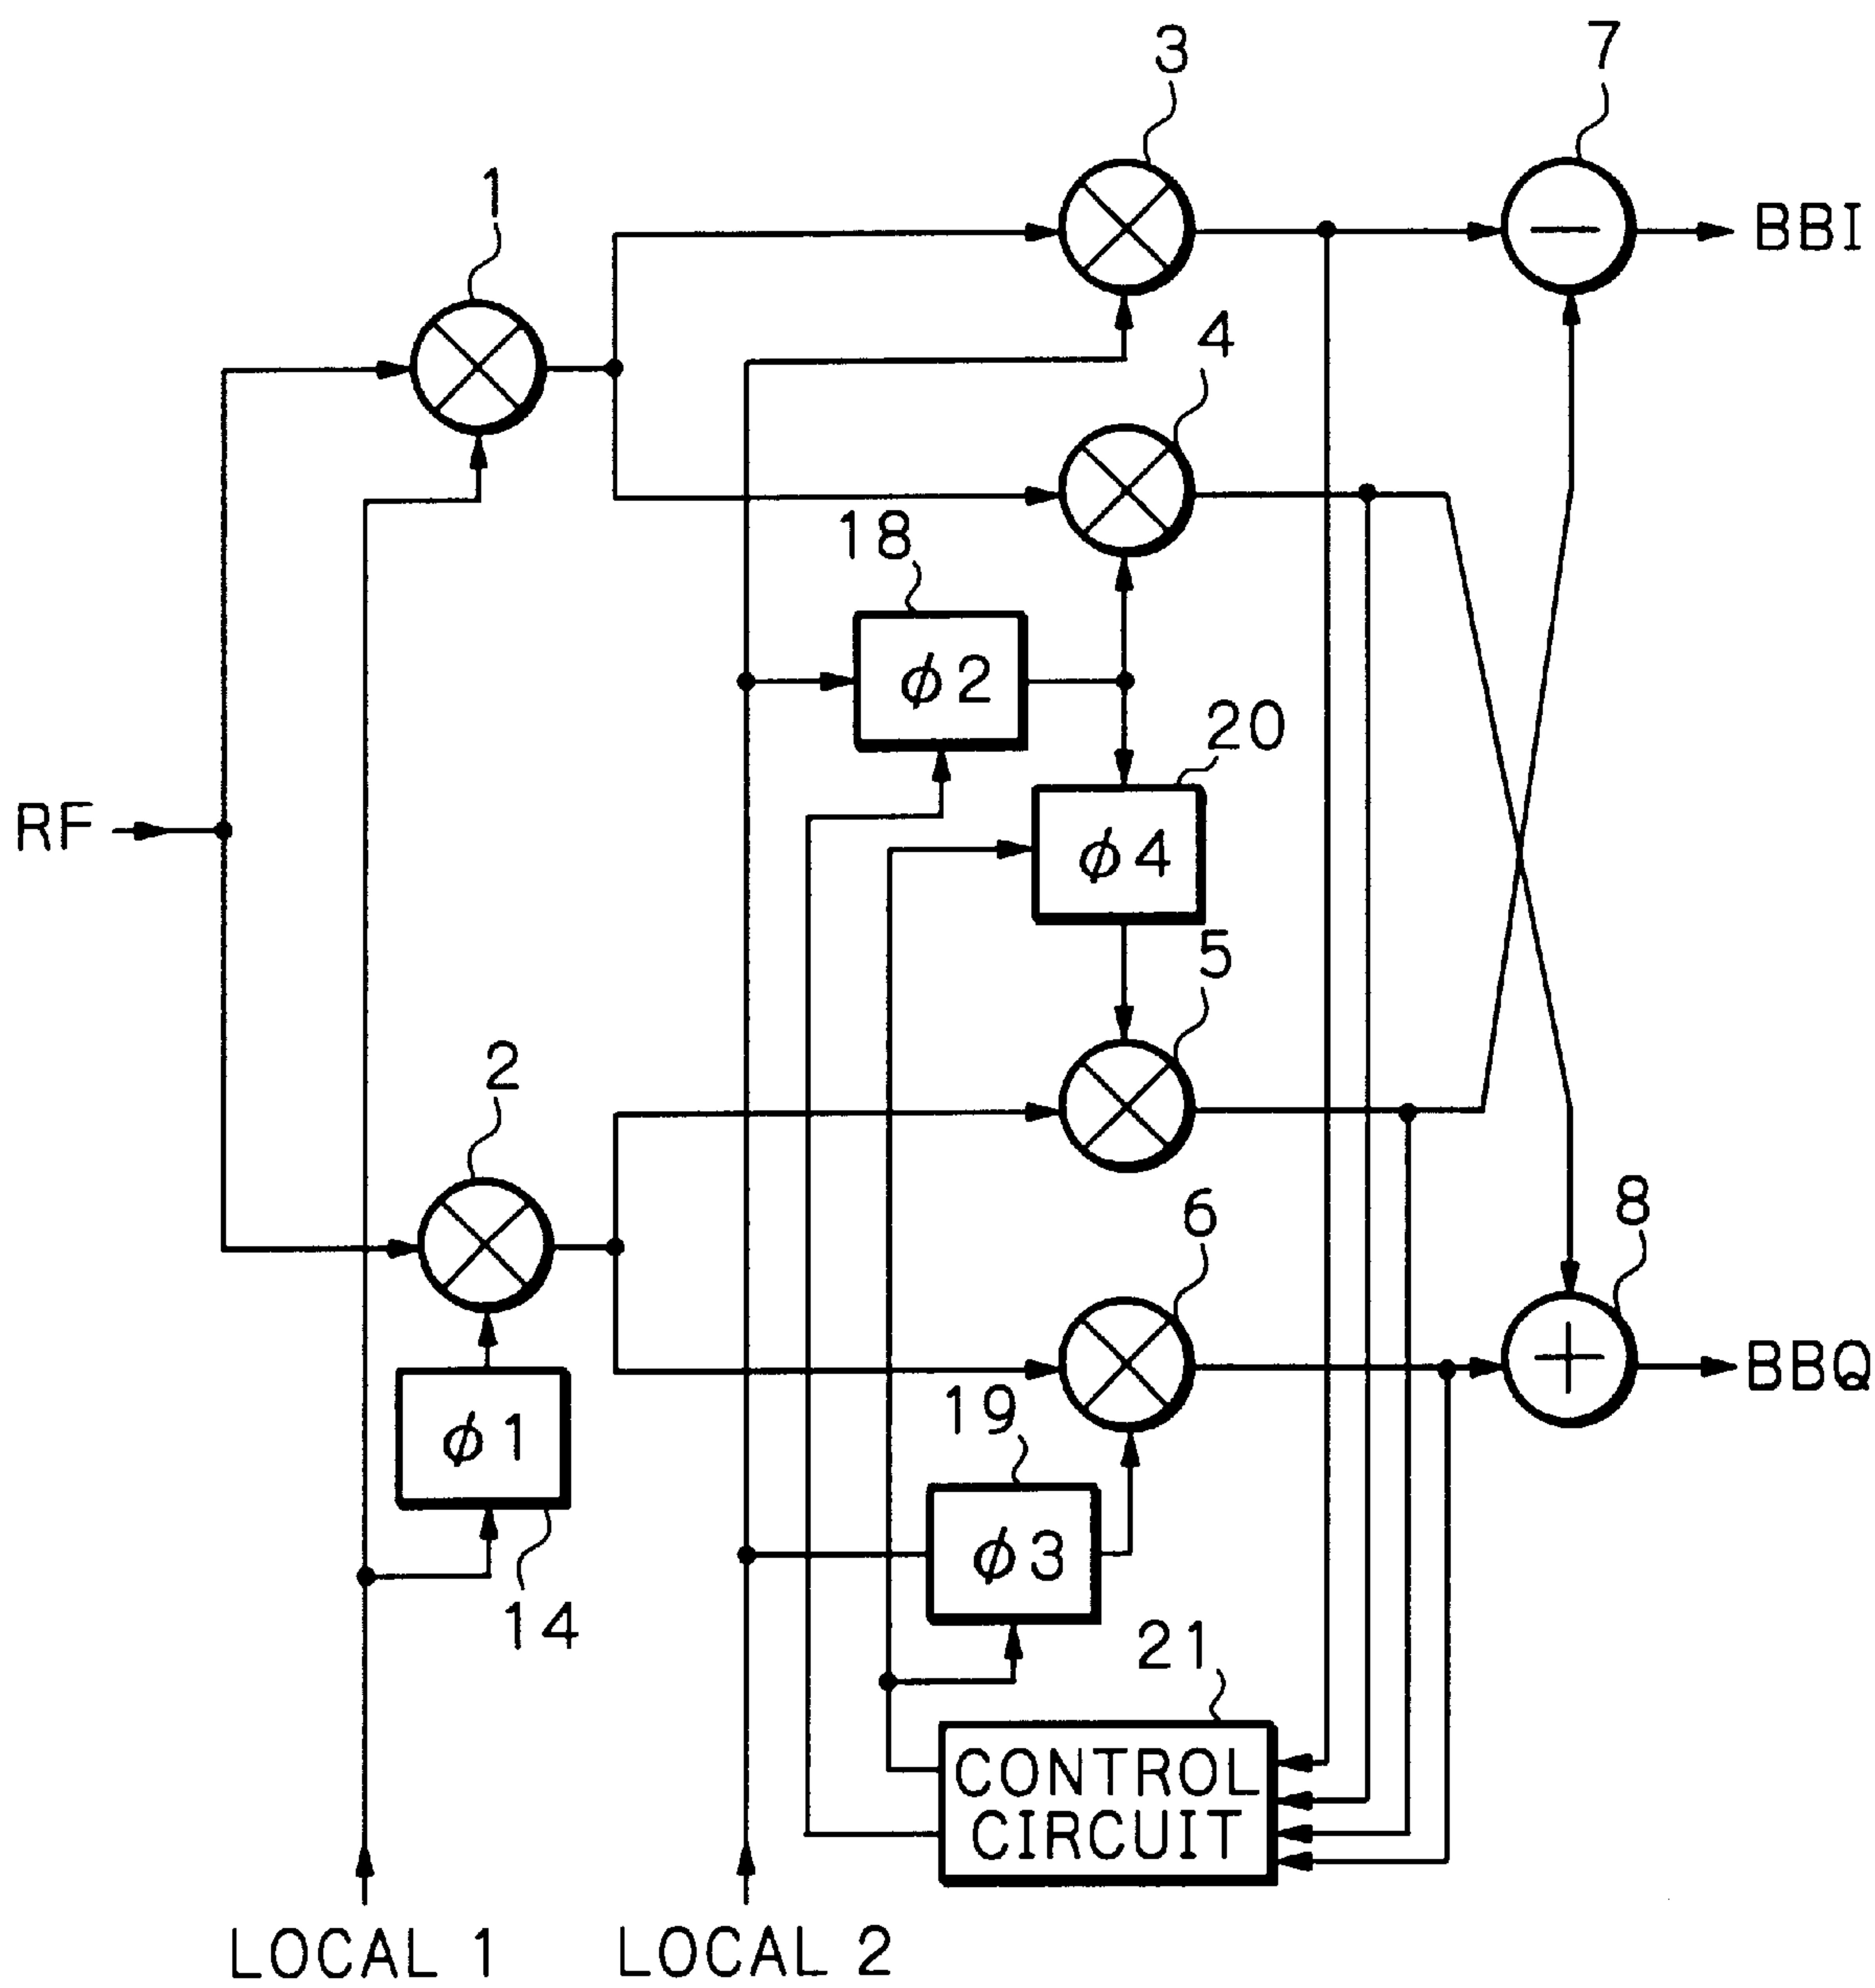 3
7
1
BBI
4
18
φ2
20
RF
φ4
5
2
6
8
19
BBQ
φ1
φ3
14
21
CONTROL
CIRCUIT
LOCAL 1
LOCAL 2